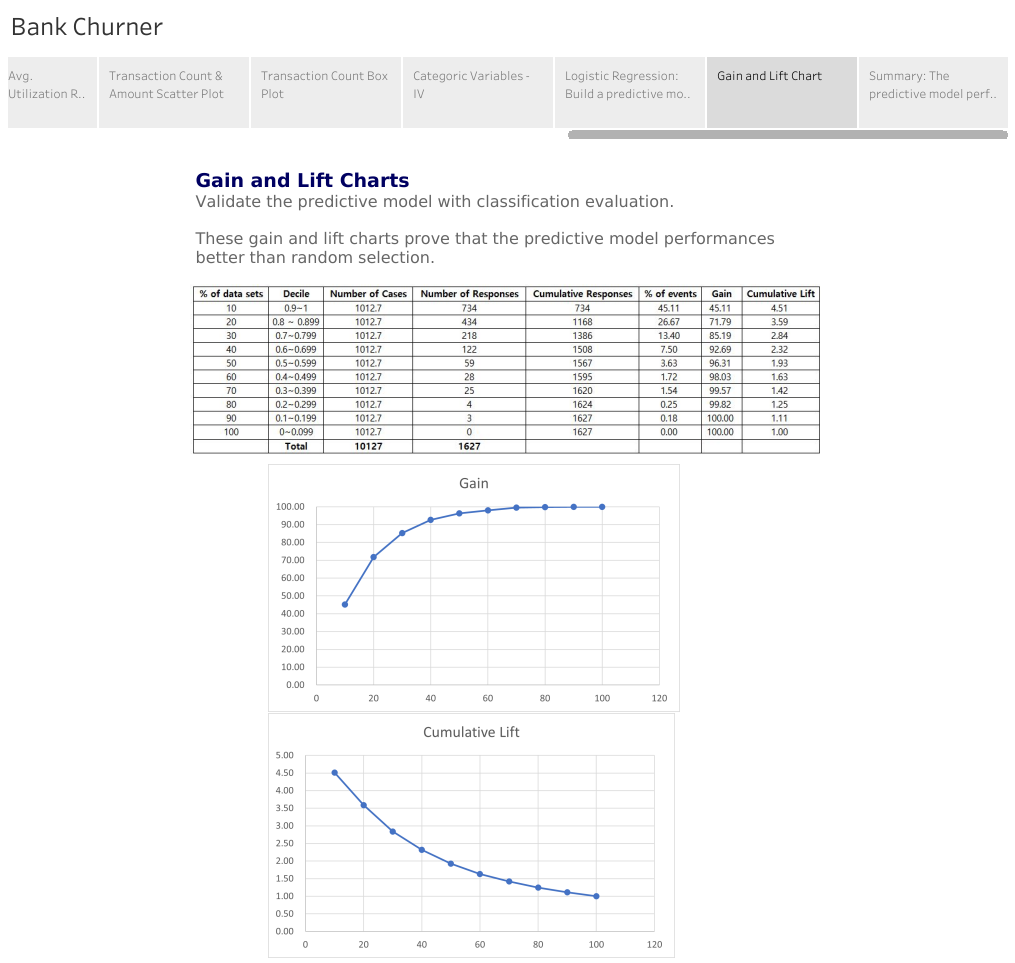 Bank Churner
Avg.
Utilization R..
Transaction Count &
Amount Scatter Plot
Transaction Count Box
Plot
Categoric Variables -
IV
Logistic Regression:
Build a predictive mo..
Gain and Lift Chart
Summary: The
predictive model perf..
Gain and Lift Charts
Validate the predictive model with classification evaluation.
These gain and lift charts prove that the predictive model performances
better than random selection.
% of data sets Decile Number of Cases Number of Responses Cumulative Responses % of events Gain Cumulative Lift
10 0.9~1 1012.7 734 734 45.11 45.11 4.51
20 0.8 ~ 0.899 1012.7 434 1168 26.67 71.79 3.59
30 0.7~0.799 1012.7 218 1386 13.40 85.19 2.84
40 0.6~0.699 1012.7 122 1508 7.50 92.69 2.32
50 0.5~0.599 1012.7 59 1567 3.63 96.31 1.93
60 0.4~0.499 1012.7 28 1595 1.72 98.03 1.63
70 0.3~0.399 1012.7 25 1620 1.54 99.57 1.42
80 0.2~0.299 1012.7 4 1624 0.25 99.82 1.25
90 0.1~0.199 1012.7 3 1627 0.18 100.00 1.11
100 0~0.099 1012.7 0 1627 0.00 100.00 1.00
Total 10127 1627
Gain
100.00
90.00
80.00
70.00
60.00
50.00
40.00
30.00
20.00
10.00
0.00
0 20 40 60 80 100 120
Cumulative Lift
5.00
4.50
4.00
3.50
3.00
2.50
2.00
1.50
1.00
0.50
0.00
0 20 40 60 80 100 120